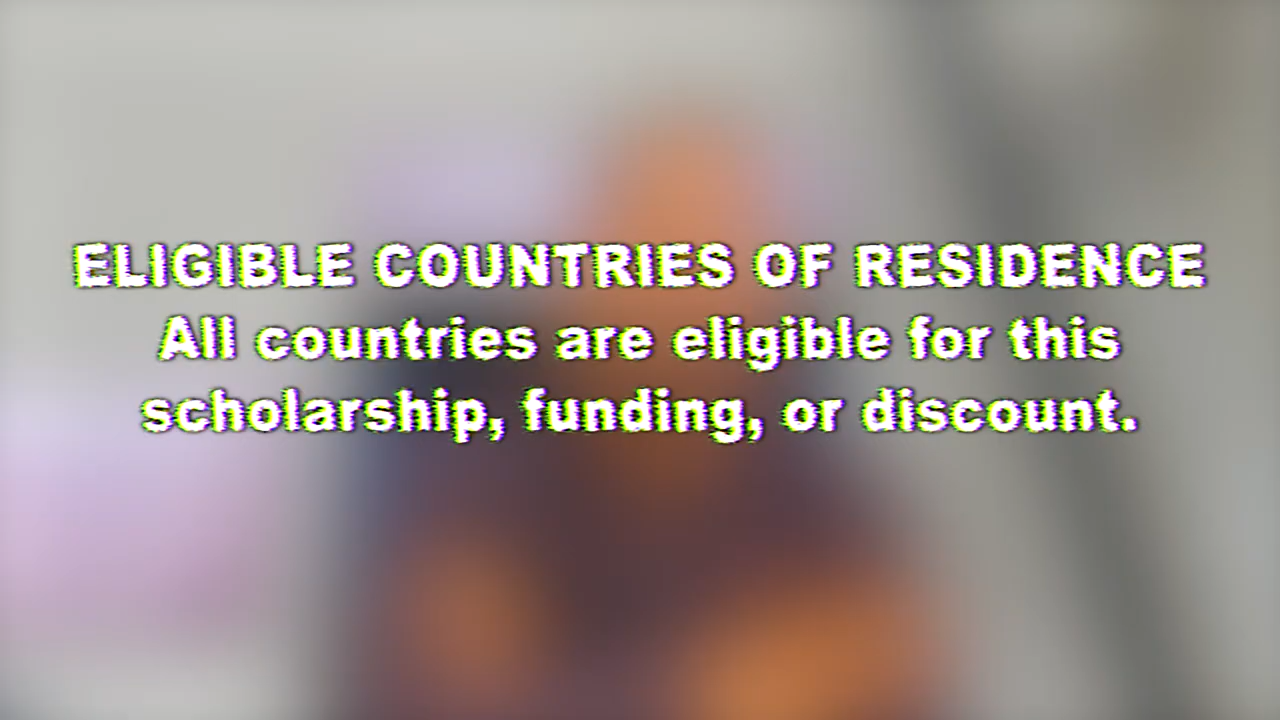 ELIGIBLE COUNTRIES OF RESIDENCE
All countries are eligible for this
scholarship, funding, or discount.